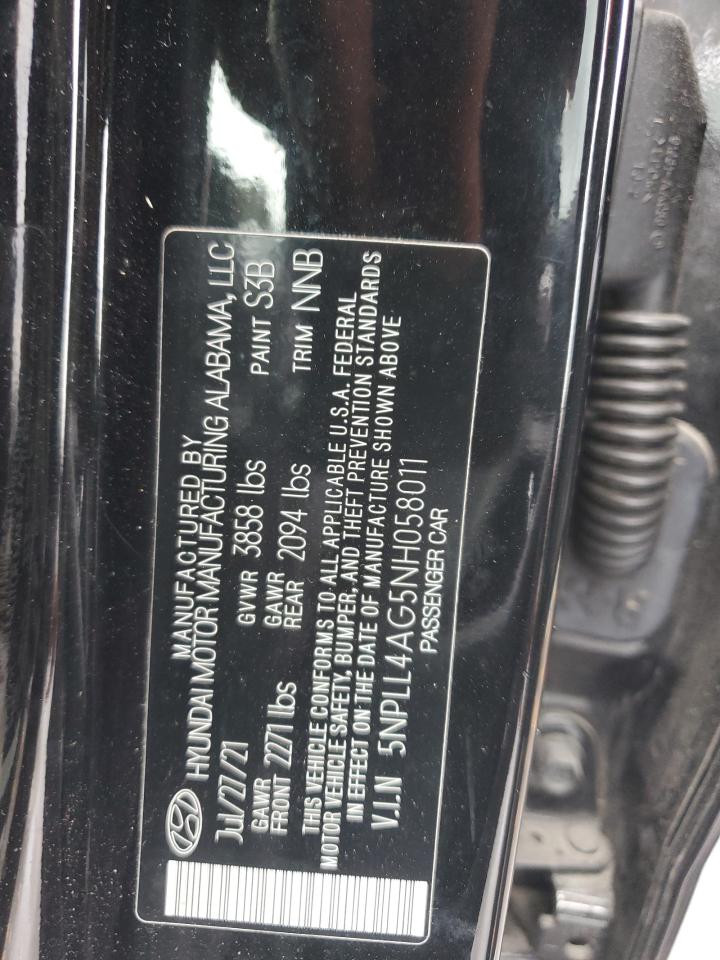 MANUFACTURED BY
HYUNDAI MOTOR MANUFACTURING ALABAMA, LLC
Jul/27/21 GVWR 3858 lbs PAINT S3B
GAWR FRONT 2271 lbs GAWR REAR 2094 lbs TRIM NNB
THIS VEHICLE CONFORMS TO ALL APPLICABLE U.S.A. FEDERAL
MOTOR VEHICLE SAFETY, BUMPER, AND THEFT PREVENTION STANDARDS
IN EFFECT ON THE DATE OF MANUFACTURE SHOWN ABOVE
V.I.N 5NPLL4AG5NH058011
PASSENGER CAR